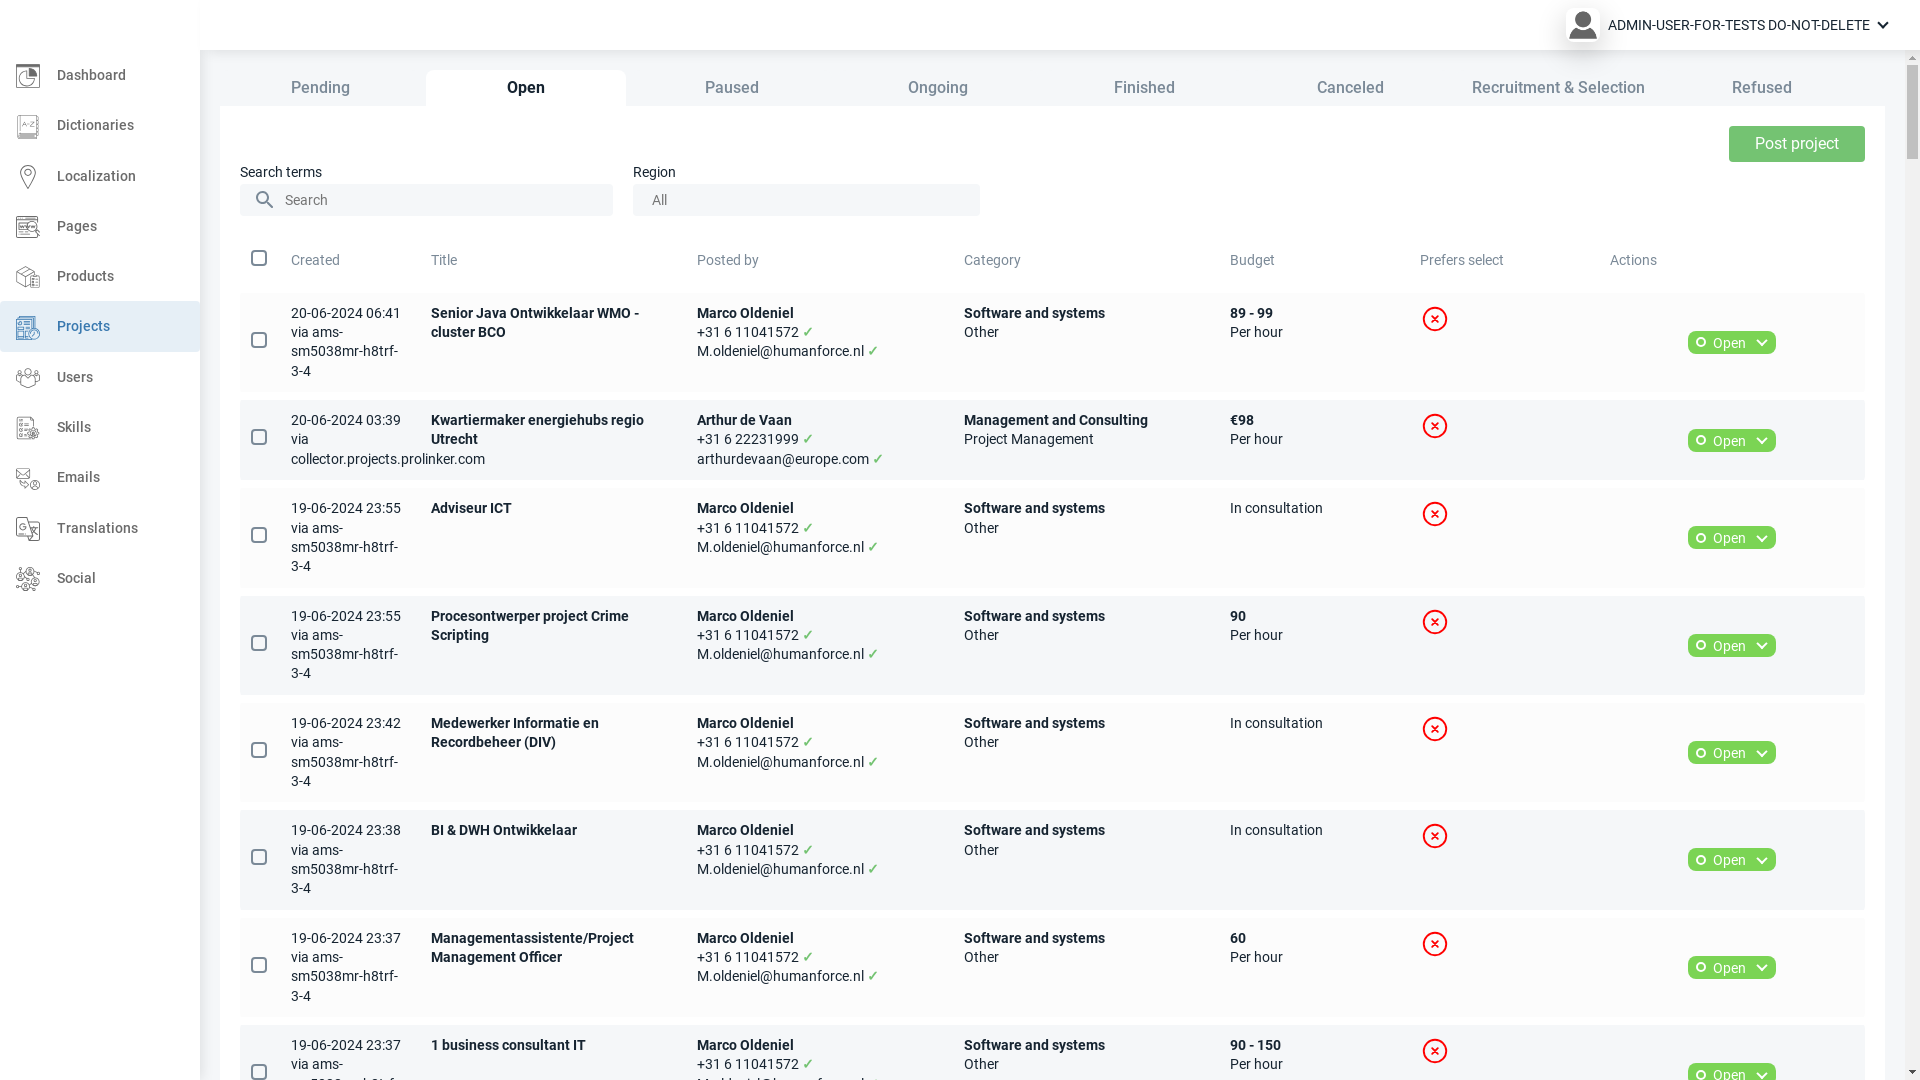 ADMIN-USER-FOR-TESTS DO-NOT-DELETE
Dashboard
Dictionaries
Localization
Pages
Products
Projects
Users
Skills
Emails
Translations
Social
Pending
Open
Paused
Ongoing
Finished
Canceled
Recruitment & Selection
Refused
Post project
Search terms
Region
Search
All
Created
Title
Posted by
Category
Budget
Prefers select
Actions
20-06-2024 06:41
via ams-
sm5038mr-h8trf-
3-4
Senior Java Ontwikkelaar WMO -
cluster BCO
Marco Oldeniel
+31 6 11041572 ✓
M.oldeniel@humanforce.nl ✓
Software and systems
Other
89 - 99
Per hour
Open
20-06-2024 03:39
via
collector.projects.prolinker.com
Kwartiermaker energiehubs regio
Utrecht
Arthur de Vaan
+31 6 22231999 ✓
arthurdevaan@europe.com ✓
Management and Consulting
Project Management
€98
Per hour
Open
19-06-2024 23:55
via ams-
sm5038mr-h8trf-
3-4
Adviseur ICT
Marco Oldeniel
+31 6 11041572 ✓
M.oldeniel@humanforce.nl ✓
Software and systems
Other
In consultation
Open
19-06-2024 23:55
via ams-
sm5038mr-h8trf-
3-4
Procesontwerper project Crime
Scripting
Marco Oldeniel
+31 6 11041572 ✓
M.oldeniel@humanforce.nl ✓
Software and systems
Other
90
Per hour
Open
19-06-2024 23:42
via ams-
sm5038mr-h8trf-
3-4
Medewerker Informatie en
Recordbeheer (DIV)
Marco Oldeniel
+31 6 11041572 ✓
M.oldeniel@humanforce.nl ✓
Software and systems
Other
In consultation
Open
19-06-2024 23:38
via ams-
sm5038mr-h8trf-
3-4
BI & DWH Ontwikkelaar
Marco Oldeniel
+31 6 11041572 ✓
M.oldeniel@humanforce.nl ✓
Software and systems
Other
In consultation
Open
19-06-2024 23:37
via ams-
sm5038mr-h8trf-
3-4
Managementassistente/Project
Management Officer
Marco Oldeniel
+31 6 11041572 ✓
M.oldeniel@humanforce.nl ✓
Software and systems
Other
60
Per hour
Open
19-06-2024 23:37
via ams-
1 business consultant IT
Marco Oldeniel
+31 6 11041572 ✓
Software and systems
Other
90 - 150
Per hour
Open